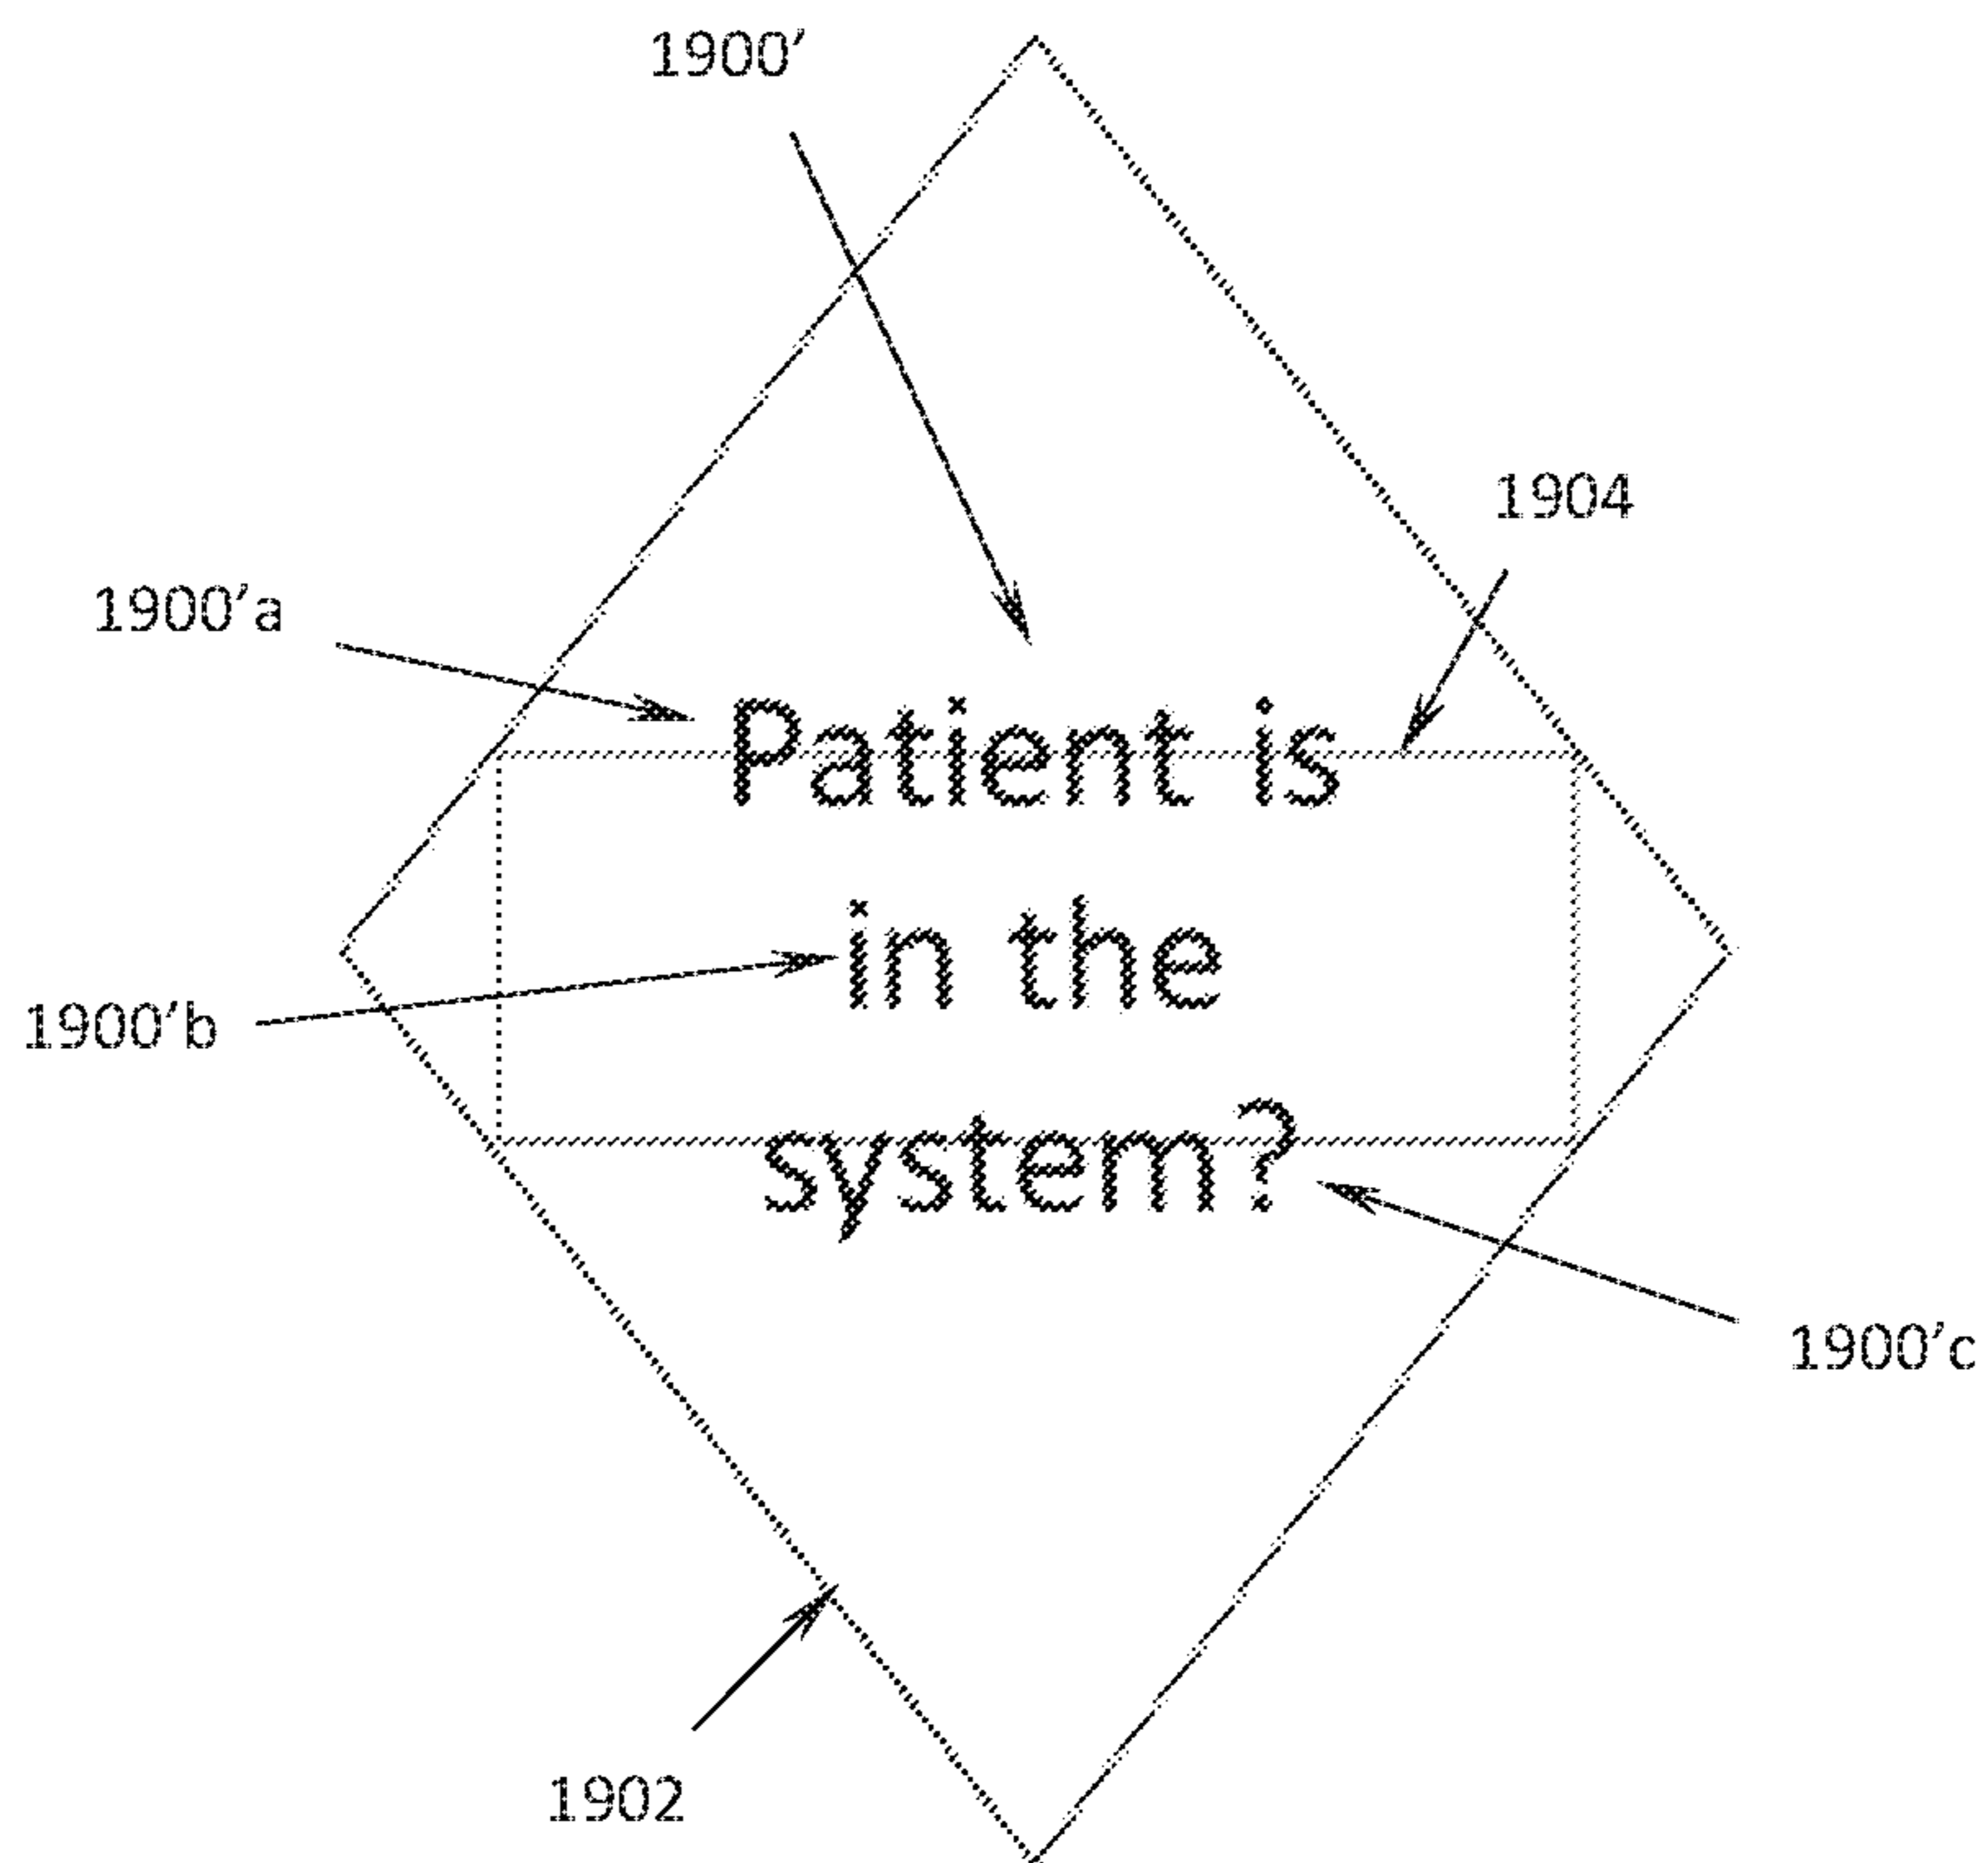 1900’
1904
1900’a
Patient is
in the
1900’b
system?
1900’c
1902